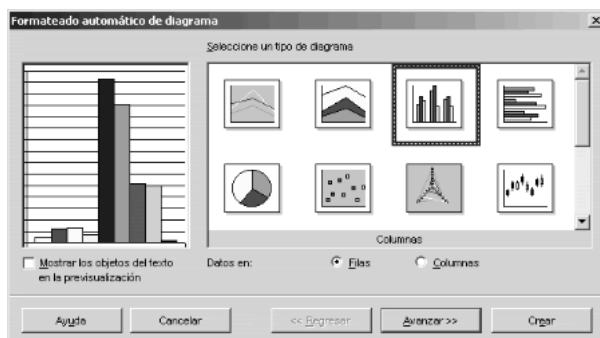 Formateado automático de diagrama
Seleccione un tipo de diagrama
Columnas
Mostrar los objetos del texto
en la previsualización
Datos en:
Filas
Columnas
Ayuda
Cancelar
<< Regresar
Avanzar >>
Crear